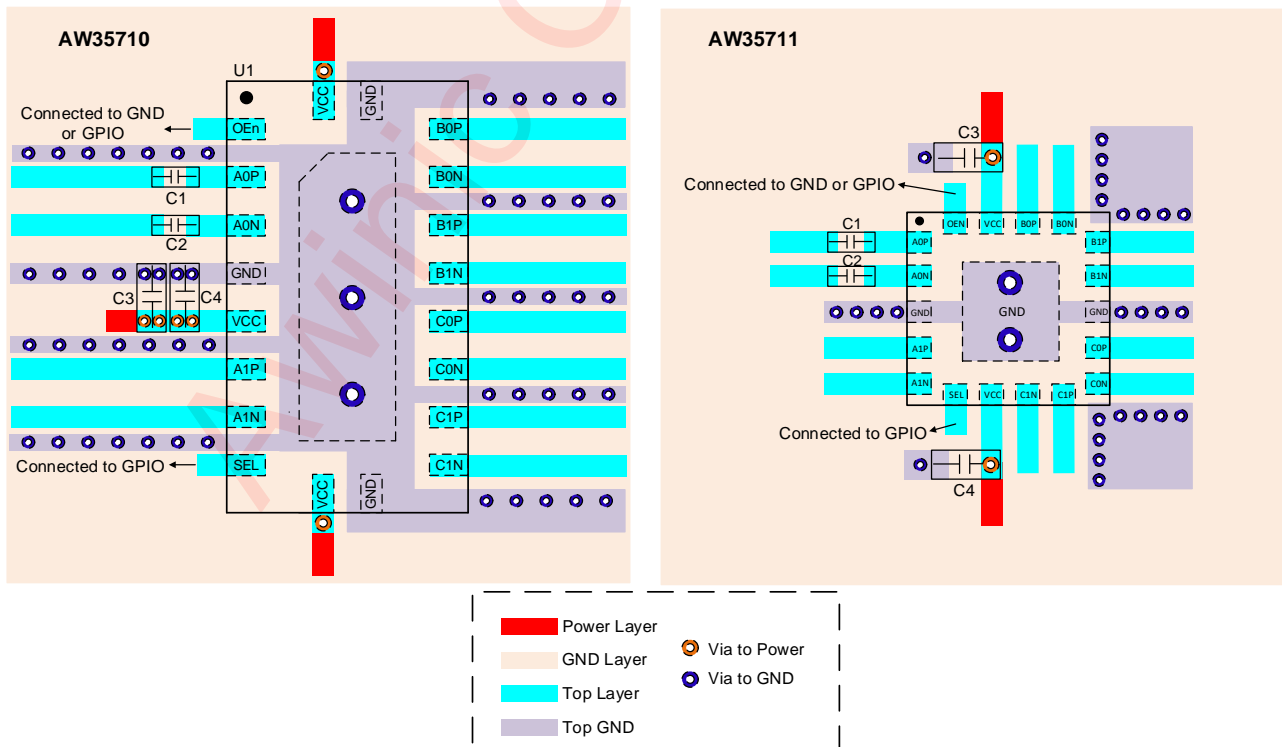 AW35710
U1
VCC
GND
Connected to GND
or GPIO
OEn
B0P
A0P
B0N
C1
A0N
B1P
C2
GND
B1N
C3
C4
VCC
C0P
A1P
C0N
A1N
C1P
Connected to GPIO
SEL
C1N
VCC
GND
AW35711
C3
Connected to GND or GPIO
OEN
VCC
B0P
B0N
C1
A0P
B1P
C2
A0N
B1N
GND
GND
GND
A1P
C0P
A1N
C0N
SEL
VCC
C1N
C1P
Connected to GPIO
C4
Power Layer
GND Layer
Top Layer
Top GND
Via to Power
Via to GND
Awinic C